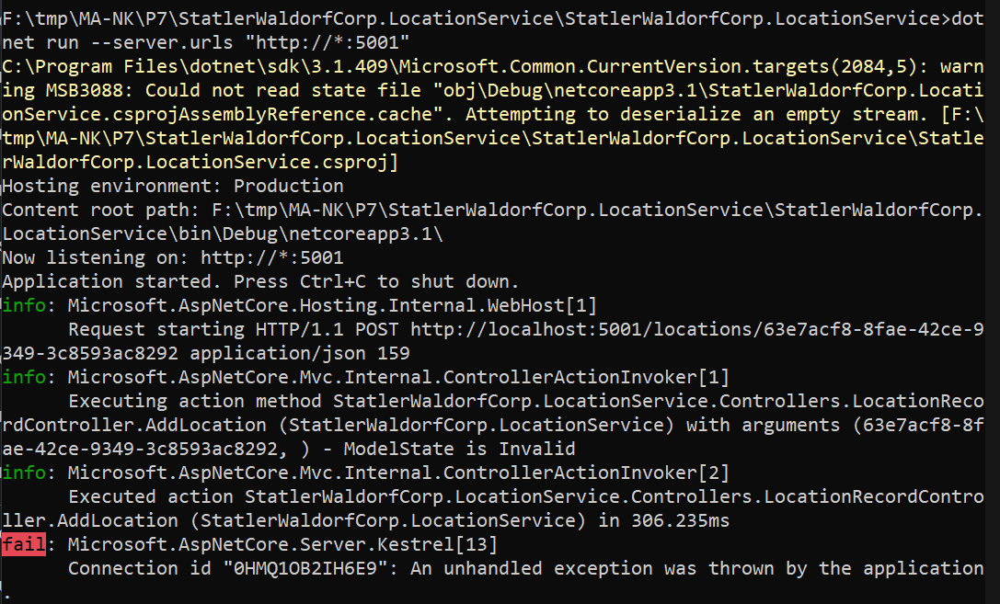 F:\tmp\MA-NK\P7\StatlerWaldorfCorp.LocationService\StatlerWaldorfCorp.LocationService>dot
net run --server.urls "http://*:5001"
C:\Program Files\dotnet\sdk\3.1.409\Microsoft.Common.CurrentVersion.targets(2084,5): warn
ing MSB3088: Could not read state file "obj\Debug\netcoreapp3.1\StatlerWaldorfCorp.Locati
onService.csprojAssemblyReference.cache". Attempting to deserialize an empty stream. [F:\
tmp\MA-NK\P7\StatlerWaldorfCorp.LocationService\StatlerWaldorfCorp.LocationService\Statle
rWaldorfCorp.LocationService.csproj]
Hosting environment: Production
Content root path: F:\tmp\MA-NK\P7\StatlerWaldorfCorp.LocationService\StatlerWaldorfCorp.
LocationService\bin\Debug\netcoreapp3.1\
Now listening on: http://*:5001
Application started. Press Ctrl+C to shut down.
info: Microsoft.AspNetCore.Hosting.Internal.WebHost[1]
      Request starting HTTP/1.1 POST http://localhost:5001/locations/63e7acf8-8fae-42ce-9
349-3c8593ac8292 application/json 159
info: Microsoft.AspNetCore.Mvc.Internal.ControllerActionInvoker[1]
      Executing action method StatlerWaldorfCorp.LocationService.Controllers.LocationReco
rdController.AddLocation (StatlerWaldorfCorp.LocationService) with arguments (63e7acf8-8f
ae-42ce-9349-3c8593ac8292, ) - ModelState is Invalid
info: Microsoft.AspNetCore.Mvc.Internal.ControllerActionInvoker[2]
      Executed action StatlerWaldorfCorp.LocationService.Controllers.LocationRecordContro
ller.AddLocation (StatlerWaldorfCorp.LocationService) in 306.235ms
fail: Microsoft.AspNetCore.Server.Kestrel[13]
      Connection id "0HMQ1OB2IH6E9": An unhandled exception was thrown by the application
.